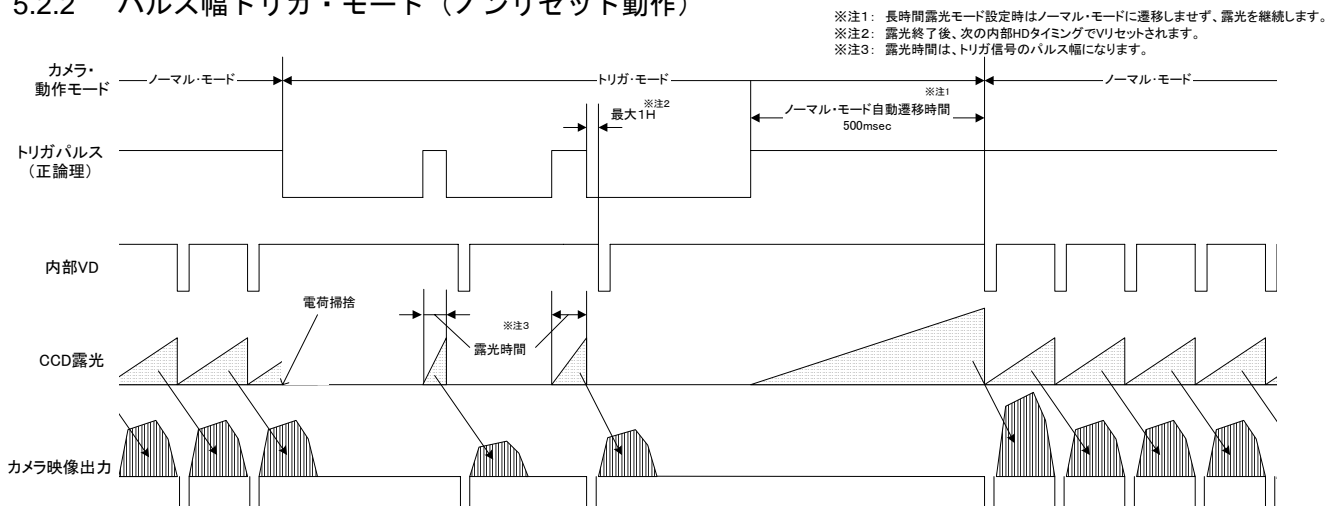 5.2.2 パルス幅トリガ・モード（ノンリセット動作）
※注1： 長時間露光モード設定時はノーマル・モードに遷移しませず、露光を継続します。
※注2： 露光終了後、次の内部HDタイミングでVリセットされます。
※注3： 露光時間は、トリガ信号のパルス幅になります。
カメラ・
動作モード
ノーマル・モード
トリガ・モード
ノーマル・モード
※注1
ノーマル・モード自動遷移時間
500msec
※注2
最大1H
トリガパルス
（正論理）
内部VD
電荷掃捨
※注3
露光時間
CCD露光
カメラ映像出力